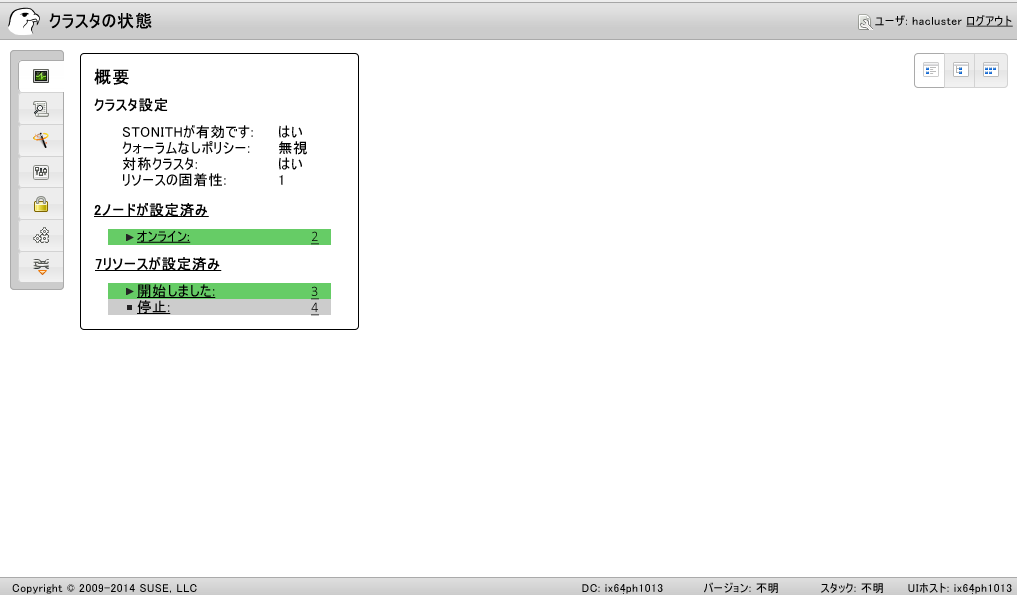 クラスタの状態
ユーザ: hacluster ログアウト
概要
クラスタ設定
STONITHが有効です: はい
クォーラムなしポリシー: 無視
対称クラスタ: はい
リソースの固着性: 1
2ノードが設定済み
オンライン: 2
7リソースが設定済み
開始しました: 3
停止: 4
Copyright © 2009-2014 SUSE, LLC DC: ix64ph1013 バージョン: 不明 スタック: 不明 UIホスト: ix64ph1013